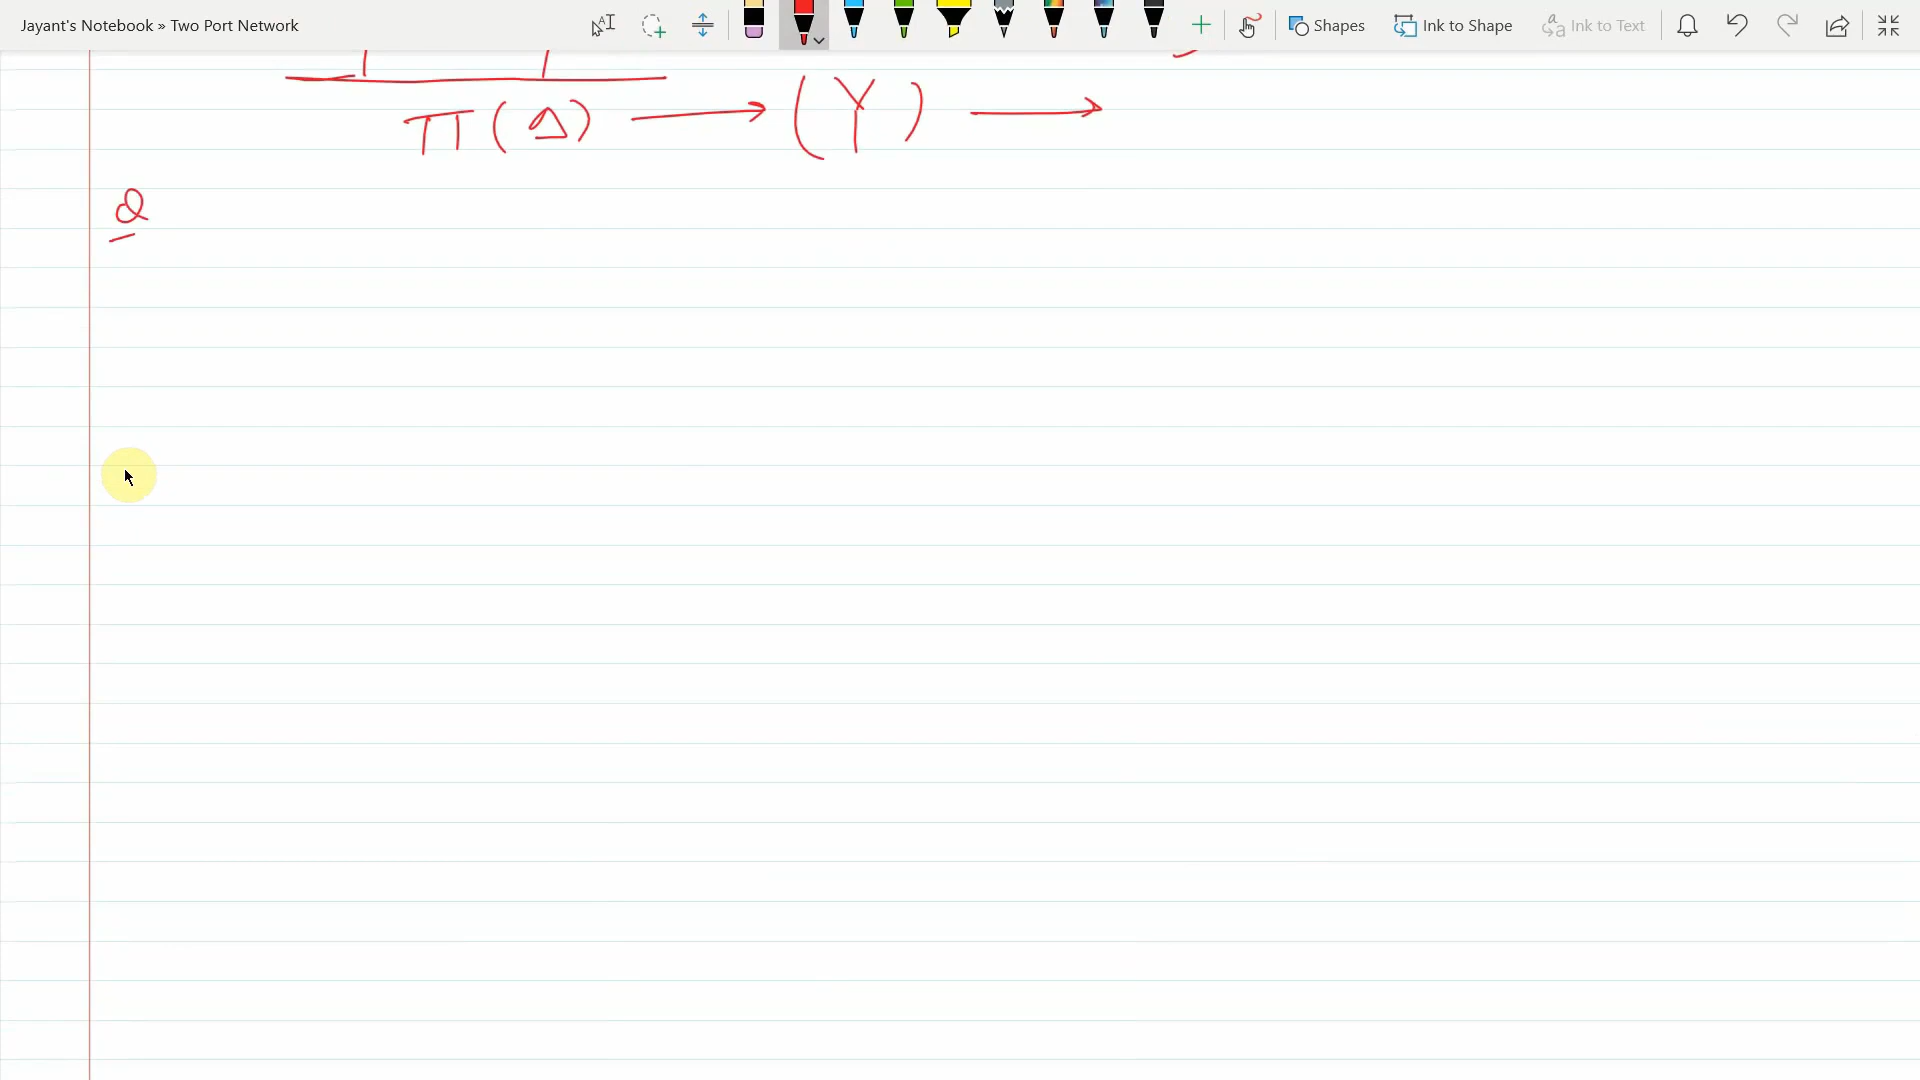 Jayant's Notebook » Two Port Network Shapes Ink to Shape Ink to Text
π (Δ) → (Y) →
Q